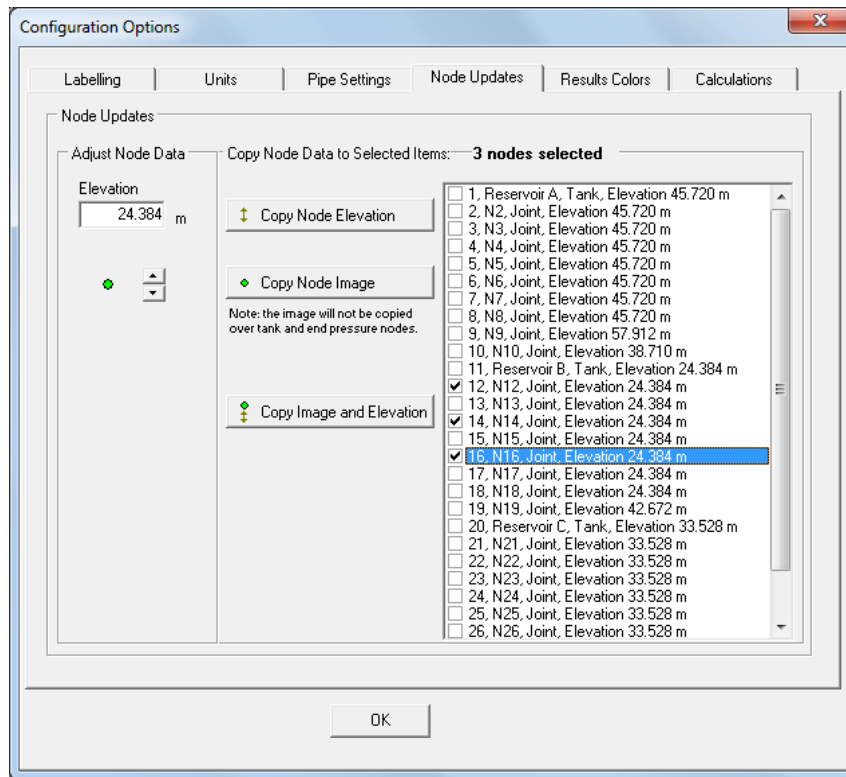 Configuration Options
x
Labelling
Units
Pipe Settings
Node Updates
Results Colors
Calculations
Node Updates
Adjust Node Data
Elevation
24.384 m
Copy Node Data to Selected Items: 3 nodes selected
Copy Node Elevation
Copy Node Image
Note: the image will not be copied
over tank and end pressure nodes.
Copy Image and Elevation
1, Reservoir A, Tank, Elevation 45.720 m
2, N2, Joint, Elevation 45.720 m
3, N3, Joint, Elevation 45.720 m
4, N4, Joint, Elevation 45.720 m
5, N5, Joint, Elevation 45.720 m
6, N6, Joint, Elevation 45.720 m
7, N7, Joint, Elevation 45.720 m
8, N8, Joint, Elevation 45.720 m
9, N9, Joint, Elevation 57.912 m
10, N10, Joint, Elevation 38.710 m
11, Reservoir B, Tank, Elevation 24.384 m
12, N12, Joint, Elevation 24.384 m
13, N13, Joint, Elevation 24.384 m
14, N14, Joint, Elevation 24.384 m
15, N15, Joint, Elevation 24.384 m
16, N16, Joint, Elevation 24.384 m
17, N17, Joint, Elevation 24.384 m
18, N18, Joint, Elevation 24.384 m
19, N19, Joint, Elevation 42.672 m
20, Reservoir C, Tank, Elevation 33.528 m
21, N21, Joint, Elevation 33.528 m
22, N22, Joint, Elevation 33.528 m
23, N23, Joint, Elevation 33.528 m
24, N24, Joint, Elevation 33.528 m
25, N25, Joint, Elevation 33.528 m
26, N26, Joint, Elevation 33.528 m
OK